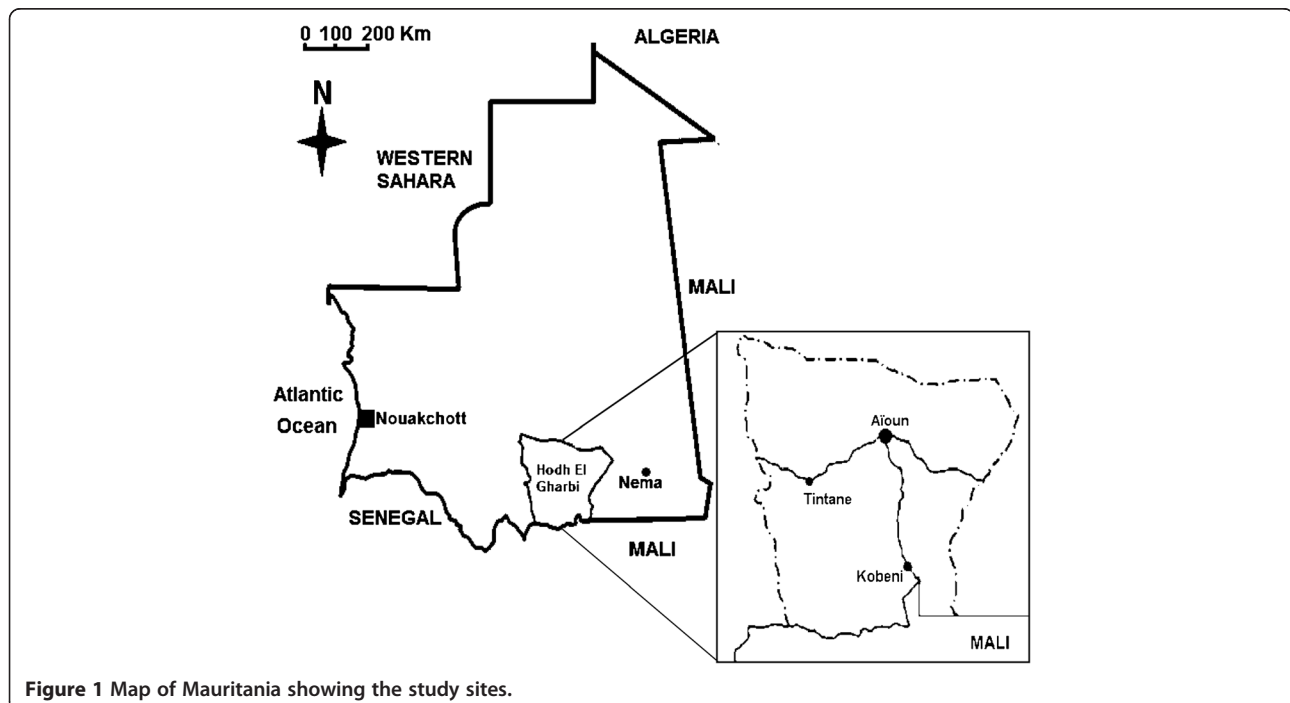 0 100 200 Km
ALGERIA
N
WESTERN
SAHARA
MALI
Atlantic
Ocean
Nouakchott
Hodh El
Gharbi
Nema
SENEGAL
MALI
Aïoun
Tintane
Kobeni
MALI
Figure 1 Map of Mauritania showing the study sites.